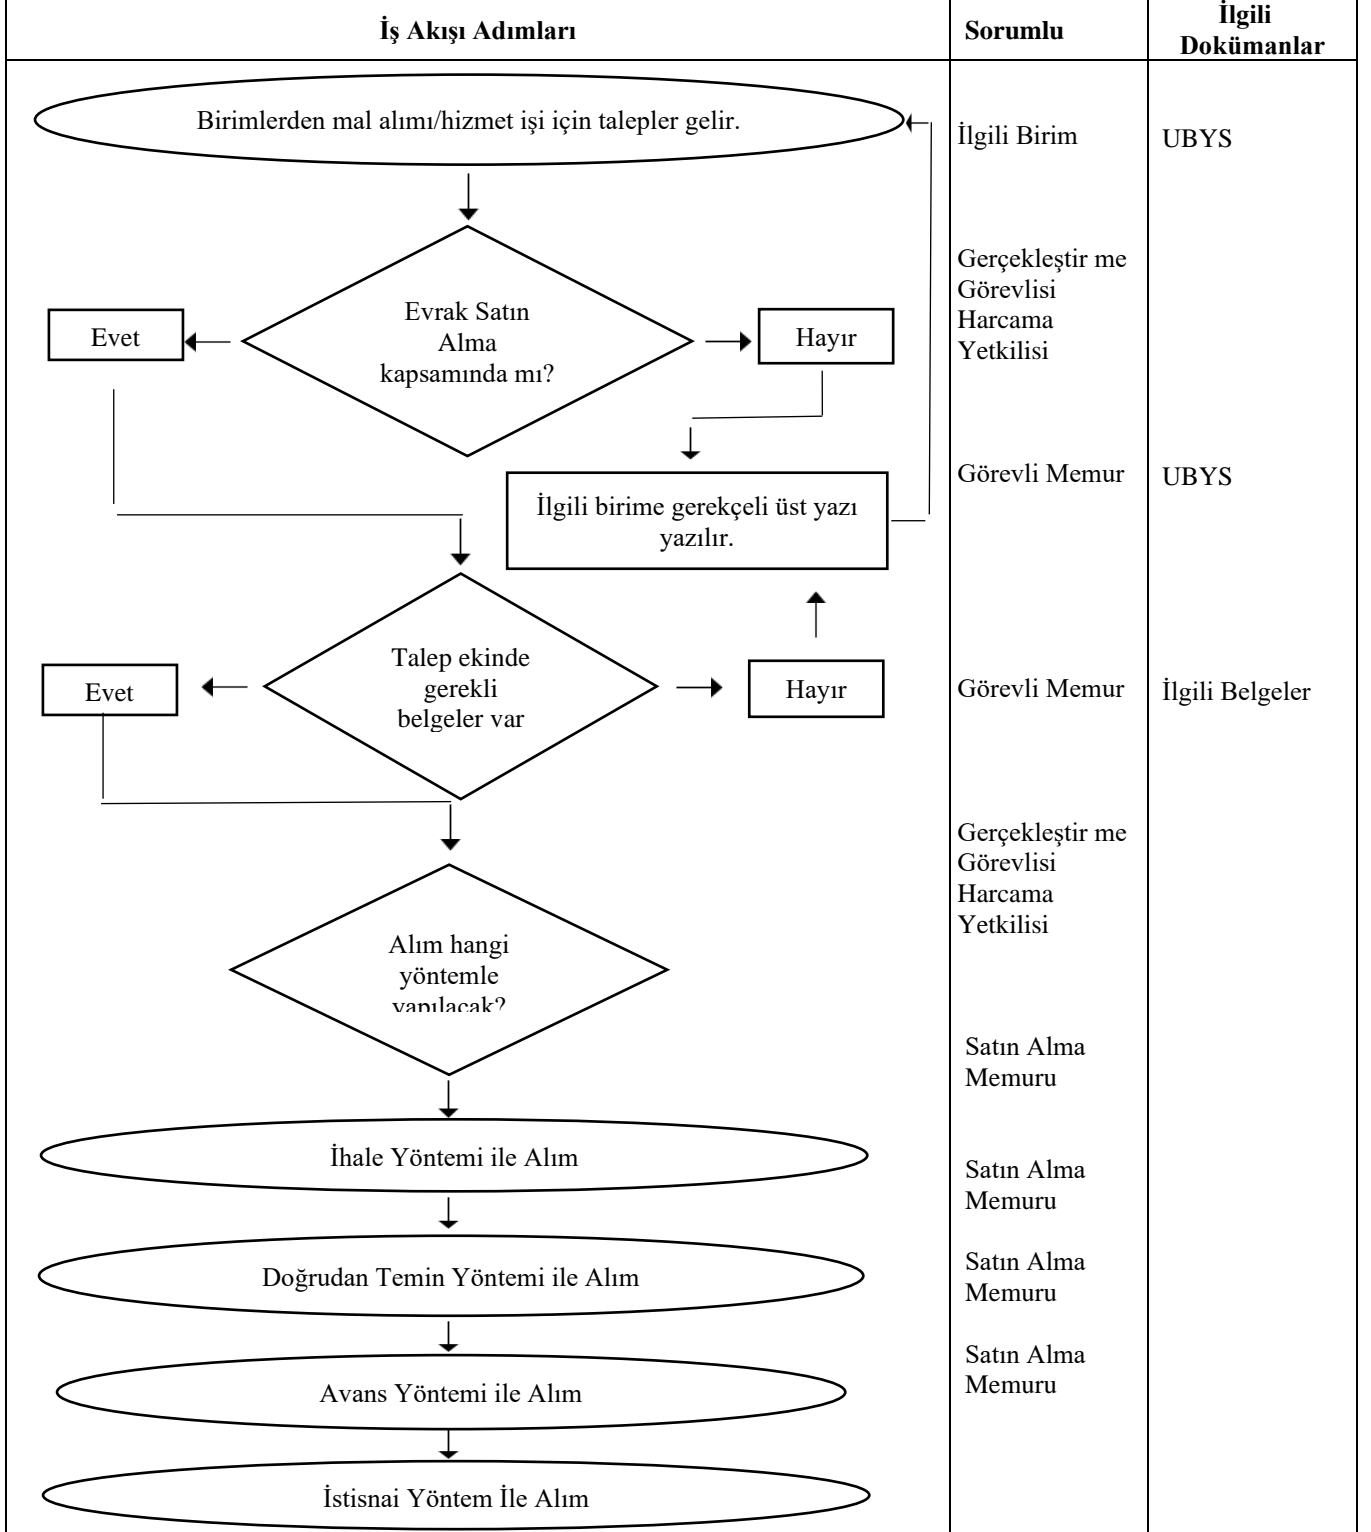 İş Akışı Adımları
Sorumlu
İlgili
Dokümanlar
Birimlerden mal alımı/hizmet işi için talepler gelir.
İlgili Birim
UBYS
Evrak Satın
Alma
kapsamında mı?
Evet
Hayır
Gerçekleştir me
Görevlisi
Harcama
Yetkilisi
İlgili birime gerekçeli üst yazı
yazılır.
Görevli Memur
UBYS
Talep ekinde
gerekli
belgeler var
Evet
Hayır
Görevli Memur
İlgili Belgeler
Gerçekleştir me
Görevlisi
Harcama
Yetkilisi
Alım hangi
yöntemle
yapılacak?
Satın Alma
Memuru
İhale Yöntemi ile Alım
Satın Alma
Memuru
Doğrudan Temin Yöntemi ile Alım
Satın Alma
Memuru
Avans Yöntemi ile Alım
Satın Alma
Memuru
İstisnai Yöntem İle Alım